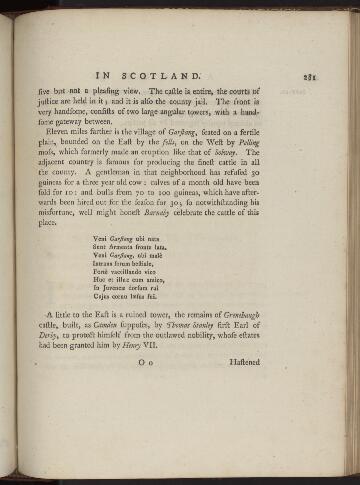 IN SCOTLAND. 281
ſive but not a pleaſing view. The caſtle is entire, the courts of
juſtice are held in it; and it is alſo the county jail. The front is
very handſome, conſiſts of two large angular towers, with a hand-
ſome gateway between.
Eleven miles farther is the village of Garſtang, ſeated on a fertile
plain, bounded on the Eaſt by the fells, on the Weſt by Pelling
moſs, which formerly made an eruption like that of Solway. The
adjacent country is famous for producing the fineſt cattle in all
the county. A gentleman in that neighborhood has refuſed 30
guineas for a three year old cow: calves of a month old have been
ſold for 10: and bulls from 70 to 100 guineas, which have after-
wards been hired out for the ſeaſon for 30; ſo notwithſtanding his
misfortune, well might honeſt Barnaby celebrate the cattle of this
place.
Veni Garſtang ubi nata
Sunt Armenta fronte lata.
Veni Garſtang, ubi malè
Intrans forum beſtiale,
Fortè vacillando vico
Huc et illuc cum amico,
In Juvencæ dorſum rui
Cujus cornu læſus fui.
A little to the Eaſt is a ruined tower, the remains of Grenehaugh
caſtle, built, as Camden ſuppoſes, by Thomas Stanley firſt Earl of
Derby, to protect himſelf from the outlawed nobility, whoſe eſtates
had been granted him by Henry VII.
O o Haſtened